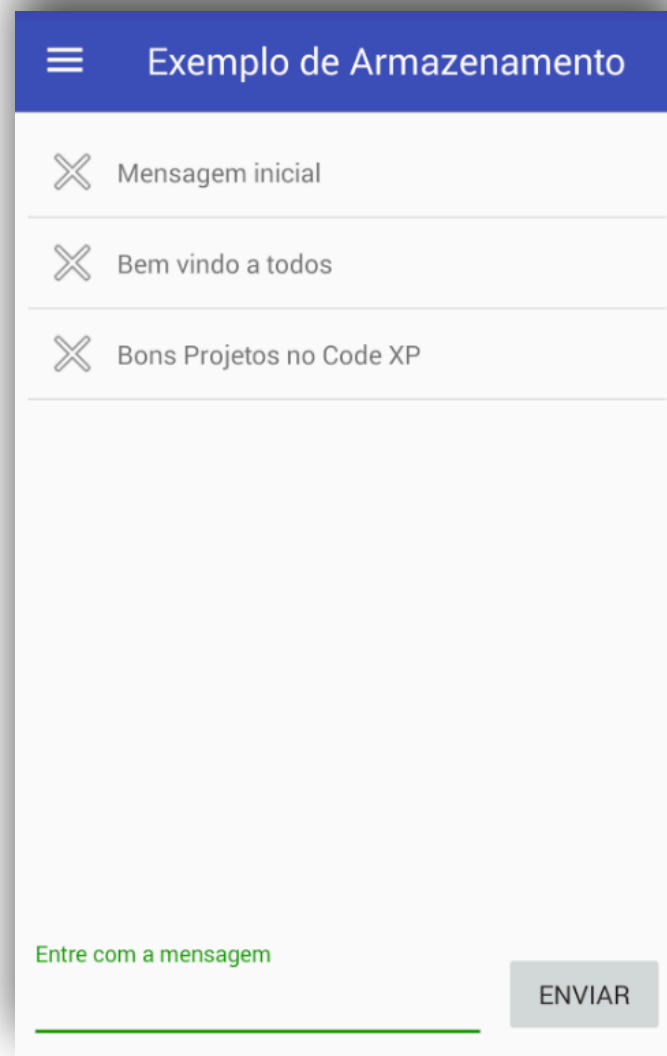 Exemplo de Armazenamento
Mensagem inicial
Bem vindo a todos
Bons Projetos no Code XP
Entre com a mensagem
ENVIAR